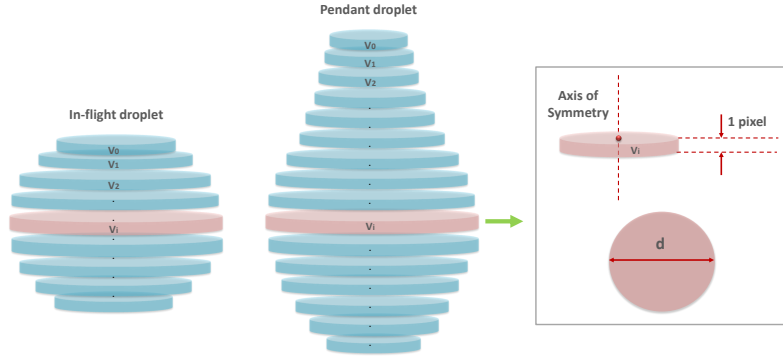 Pendant droplet
In-flight droplet
V₀
V₁
V₂
.
.
Vᵢ
.
.
.
.
V₀
V₁
V₂
.
.
.
.
.
.
Vᵢ
.
.
.
.
.
.
Axis of
Symmetry
1 pixel
Vᵢ
d